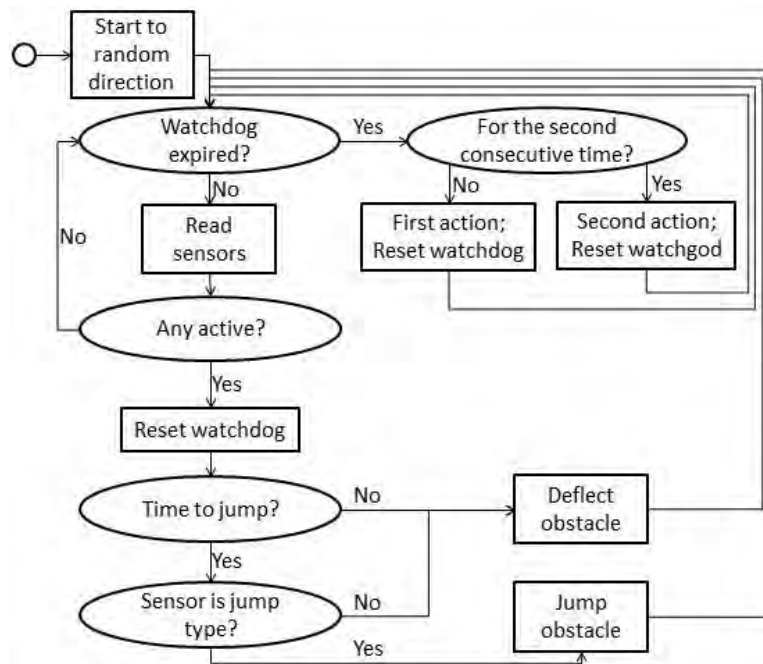 Start to
random
direction
Watchdog
expired?
Yes
For the second
consecutive time?
No
No
Yes
No
Read
sensors
First action;
Reset watchdog
Second action;
Reset watchgod
Any active?
Yes
Reset watchdog
Time to jump?
No
Deflect
obstacle
Yes
Sensor is jump
type?
No
Jump
obstacle
Yes